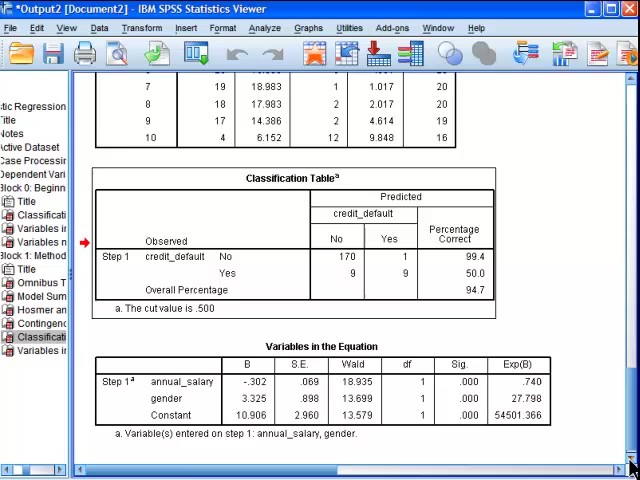 *Output2 [Document2] - IBM SPSS Statistics Viewer
File Edit View Data Transform Insert Format Analyze Graphs Utilities Add-ons Window Help
7 19 18.983 1 1.017 20
8 18 17.983 2 2.017 20
9 17 14.386 2 4.614 19
10 4 6.152 12 9.848 16
stic Regression
Title
Notes
Active Dataset
Case Processin
Dependent Vari
Block 0: Beginn
Title
Classificati
Variables in
Variables n
Block 1: Method
Title
Omnibus T
Model Sum
Hosmer an
Contingenc
Classificati
Variables in
Classification Tableᵃ
Predicted
credit_default
Percentage
Correct
Observed No Yes
Step 1 credit_default No 170 1 99.4
Yes 9 9 50.0
Overall Percentage 94.7
a. The cut value is .500
Variables in the Equation
B S.E. Wald df Sig. Exp(B)
Step 1ᵃ annual_salary -.302 .069 18.935 1 .000 .740
gender 3.325 .898 13.699 1 .000 27.798
Constant 10.906 2.960 13.579 1 .000 54501.366
a. Variable(s) entered on step 1: annual_salary, gender.